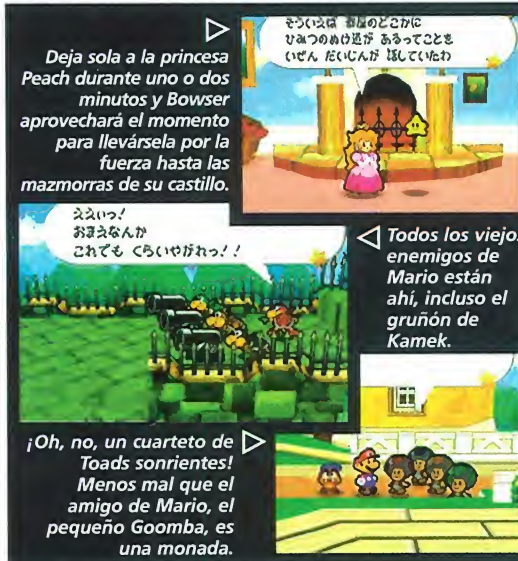 Deja sola a la princesa
Peach durante uno o dos
minutos y Bowser
aprovechará el momento
para llevársela por la
fuerza hasta las
mazmorras de su castillo.
そういえば 部屋のどこかに
ひみつのぬけ道が あるってことを
いぜん だいじんが 話していたわ
ええいっ!
おまえなんか
これでも くらいやがれっ!!
Todos los viejos
enemigos de
Mario están
ahí, incluso el
gruñón de
Kamek.
¡Oh, no, un cuarteto de
Toads sonrientes!
Menos mal que el
amigo de Mario, el
pequeño Goomba, es
una monada.